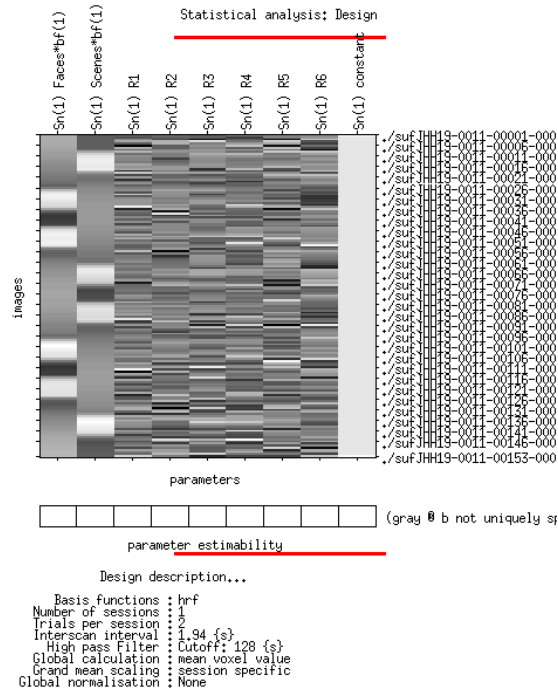 Statistical analysis: Design
Sn(1) Faces*bf(1)
Sn(1) Scenes*bf(1)
Sn(1) R1
Sn(1) R2
Sn(1) R3
Sn(1) R4
Sn(1) R5
Sn(1) R6
Sn(1) constant
images
./sufJHH19-0011-00001-000
./sufJHH19-0011-00006-000
./sufJHH19-0011-00011-000
./sufJHH19-0011-00016-000
./sufJHH19-0011-00021-000
./sufJHH19-0011-00026-000
./sufJHH19-0011-00031-000
./sufJHH19-0011-00036-000
./sufJHH19-0011-00041-000
./sufJHH19-0011-00046-000
./sufJHH19-0011-00051-000
./sufJHH19-0011-00056-000
./sufJHH19-0011-00061-000
./sufJHH19-0011-00066-000
./sufJHH19-0011-00071-000
./sufJHH19-0011-00076-000
./sufJHH19-0011-00081-000
./sufJHH19-0011-00086-000
./sufJHH19-0011-00091-000
./sufJHH19-0011-00096-000
./sufJHH19-0011-00101-000
./sufJHH19-0011-00106-000
./sufJHH19-0011-00111-000
./sufJHH19-0011-00116-000
./sufJHH19-0011-00121-000
./sufJHH19-0011-00126-000
./sufJHH19-0011-00131-000
./sufJHH19-0011-00136-000
./sufJHH19-0011-00141-000
./sufJHH19-0011-00146-000
./sufJHH19-0011-00153-000
parameters
(gray @ b not uniquely sp
parameter estimability
Design description...
Basis functions : hrf
Number of sessions : 1
Trials per session : 2
Interscan interval : 1.94 {s}
High pass Filter : Cutoff: 128 {s}
Global calculation : mean voxel value
Grand mean scaling : session specific
Global normalisation : None